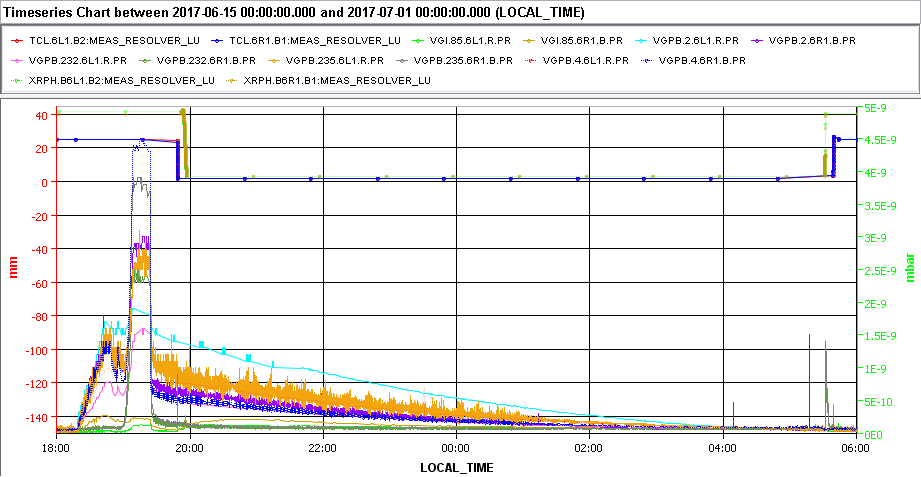 Timeseries Chart between 2017-06-15 00:00:00.000 and 2017-07-01 00:00:00.000 (LOCAL_TIME)
TCL.6L1.B2:MEAS_RESOLVER_LU TCL.6R1.B1:MEAS_RESOLVER_LU VGI.85.6L1.R.PR VGI.85.6R1.B.PR VGPB.2.6L1.R.PR VGPB.2.6R1.B.PR
VGPB.232.6L1.R.PR VGPB.232.6R1.B.PR VGPB.235.6L1.R.PR VGPB.235.6R1.B.PR VGPB.4.6L1.R.PR VGPB.4.6R1.B.PR
XRPH.B6L1.B2:MEAS_RESOLVER_LU XRPH.B6R1.B1:MEAS_RESOLVER_LU
5E-9
40
4.5E-9
20
4E-9
0
3.5E-9
-20
3E-9
-40
mm
mbar
2.5E-9
-60
2E-9
-80
1.5E-9
-100
1E-9
-120
5E-10
-140
0E0
18:00 20:00 22:00 00:00 02:00 04:00 06:00
LOCAL_TIME